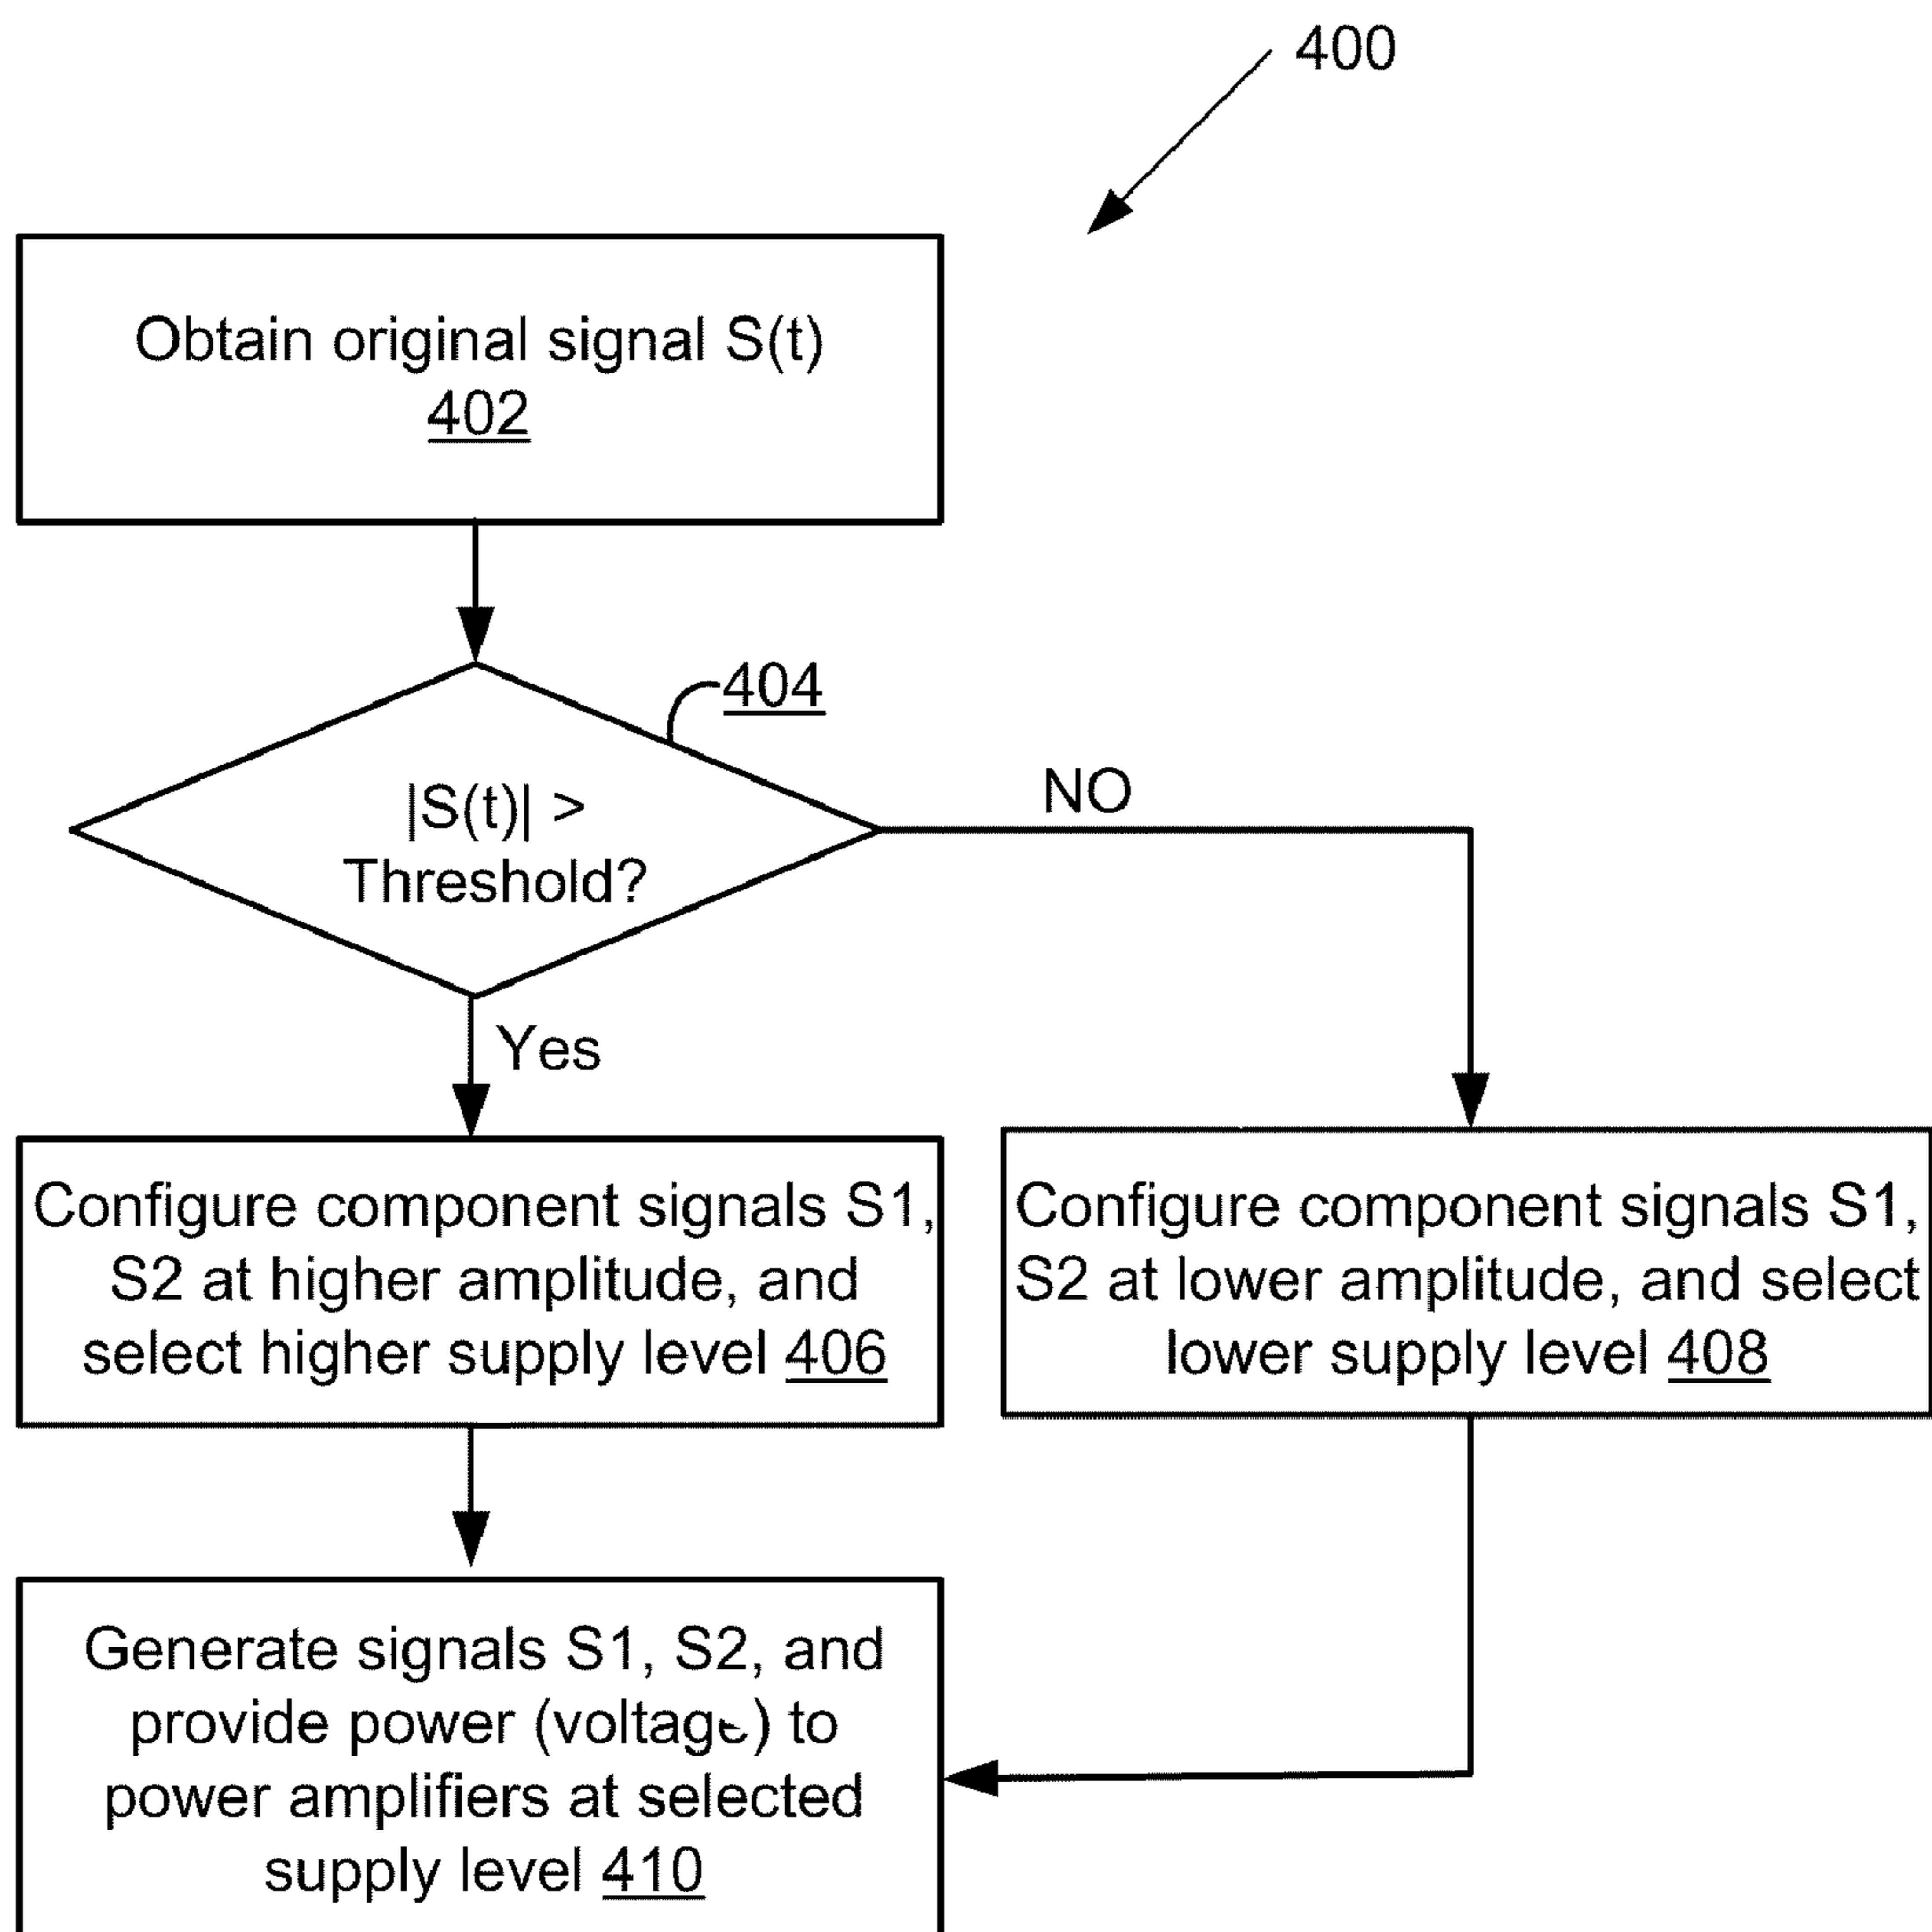 400
Obtain original signal S(t)
402
404
|S(t)| >
Threshold?
NO
Yes
Configure component signals S1,
S2 at higher amplitude, and
select higher supply level 406
Configure component signals S1,
S2 at lower amplitude, and select
lower supply level 408
Generate signals S1, S2, and
provide power (voltage) to
power amplifiers at selected
supply level 410